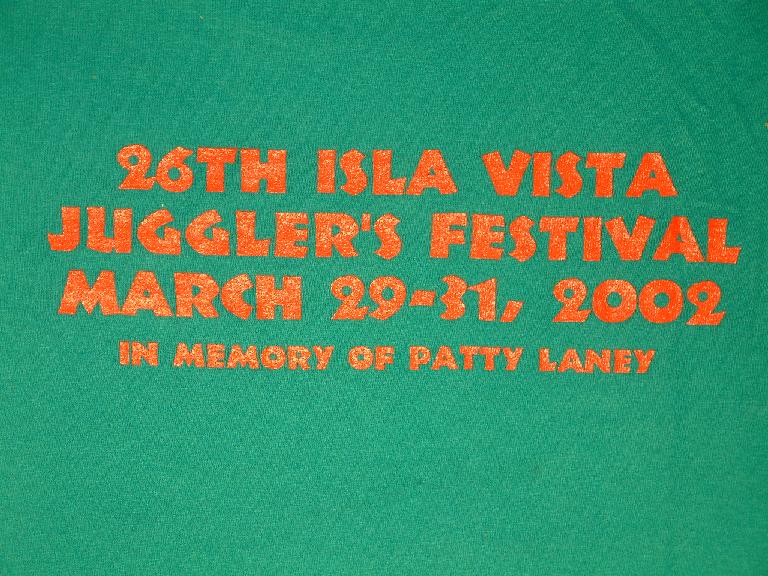 26TH ISLA VISTA
JUGGLER'S FESTIVAL
MARCH 29-31, 2002
IN MEMORY OF PATTY LANEY